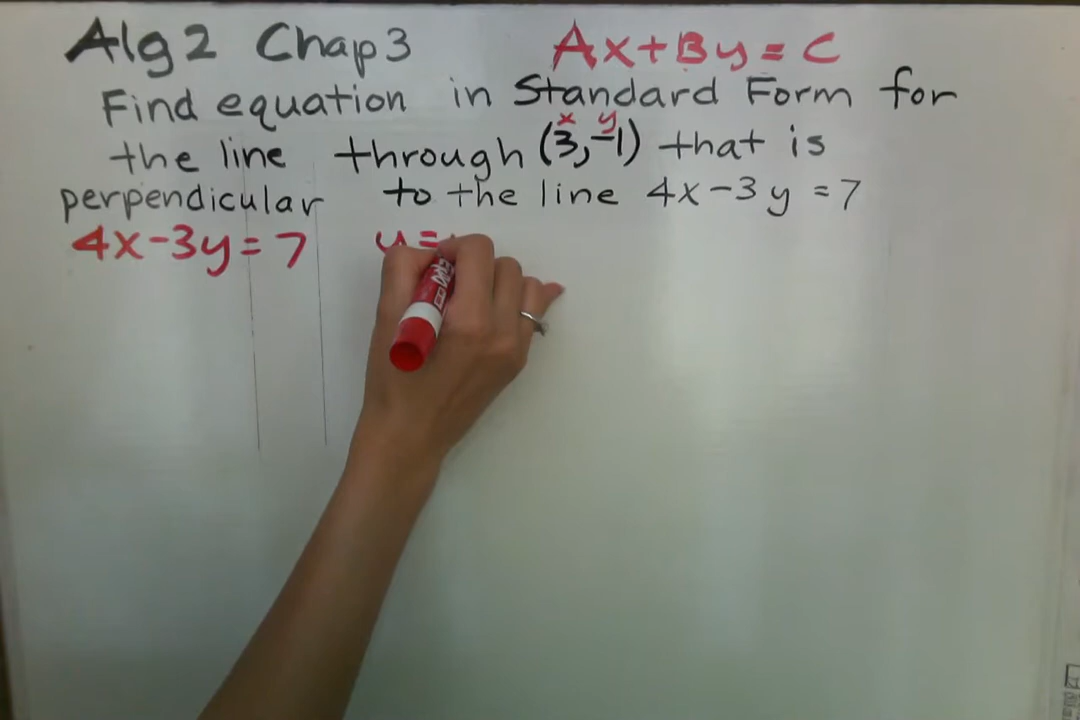 Alg 2 Chap 3
Ax+By=C
Find equation in Standard Form for
x y
the line through (3,-1) that is
perpendicular to the line 4x-3y=7
4x-3y=7 y=